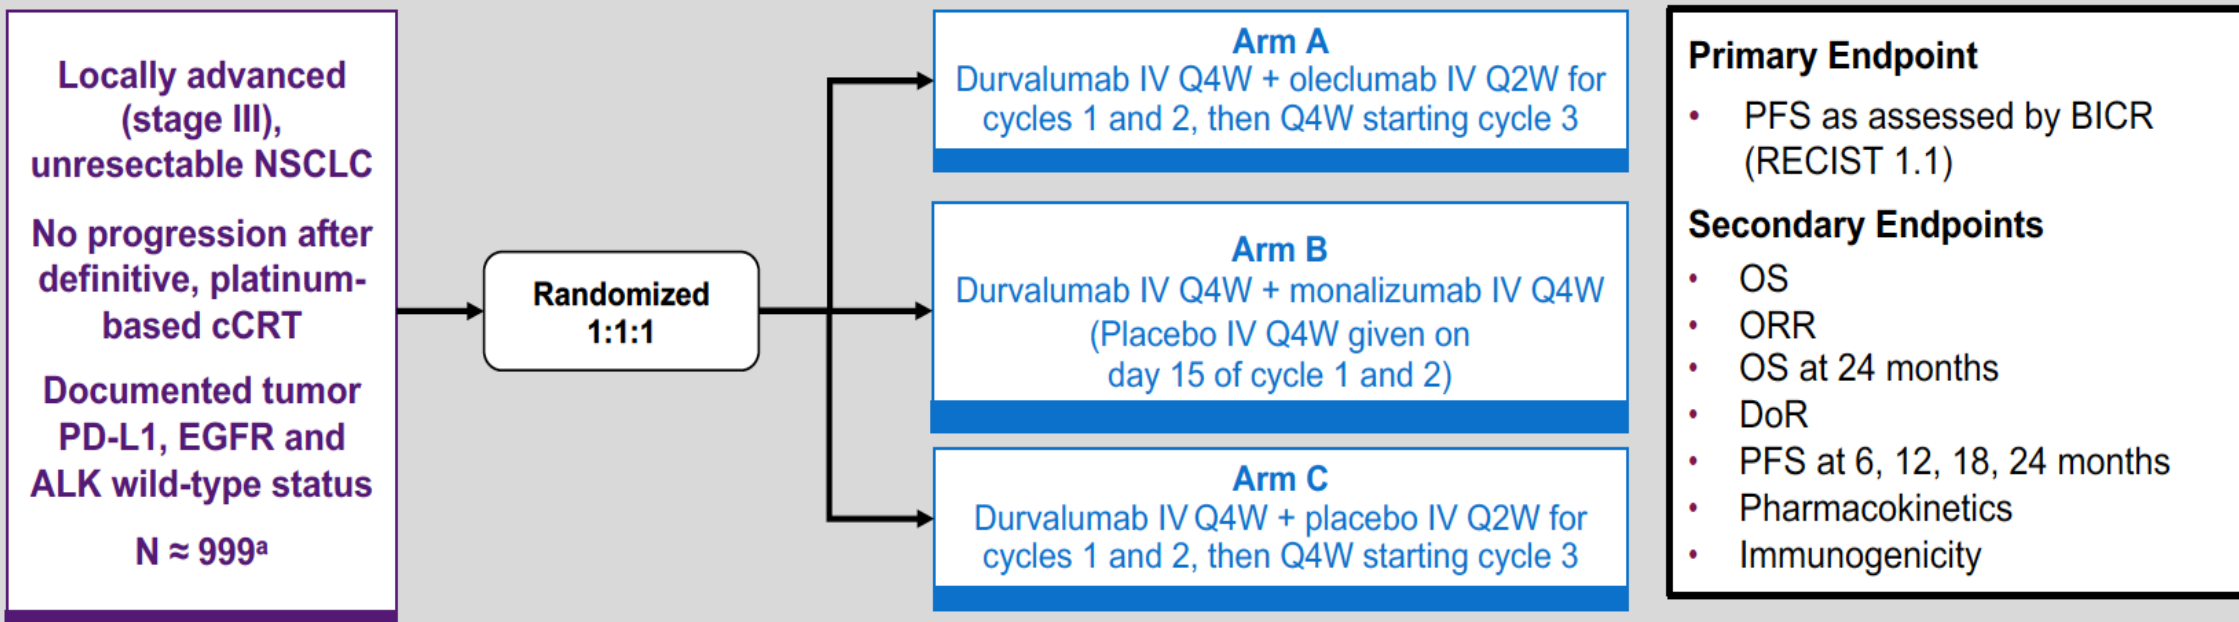 Locally advanced
(stage III),
unresectable NSCLC
No progression after
definitive, platinum-
based cCRT
Documented tumor
PD-L1, EGFR and
ALK wild-type status
N ≈ 999ᵃ
Randomized
1:1:1
Arm A
Durvalumab IV Q4W + oleclumab IV Q2W for
cycles 1 and 2, then Q4W starting cycle 3
Arm B
Durvalumab IV Q4W + monalizumab IV Q4W
(Placebo IV Q4W given on
day 15 of cycle 1 and 2)
Arm C
Durvalumab IV Q4W + placebo IV Q2W for
cycles 1 and 2, then Q4W starting cycle 3
Primary Endpoint
• PFS as assessed by BICR
(RECIST 1.1)
Secondary Endpoints
• OS
• ORR
• OS at 24 months
• DoR
• PFS at 6, 12, 18, 24 months
• Pharmacokinetics
• Immunogenicity